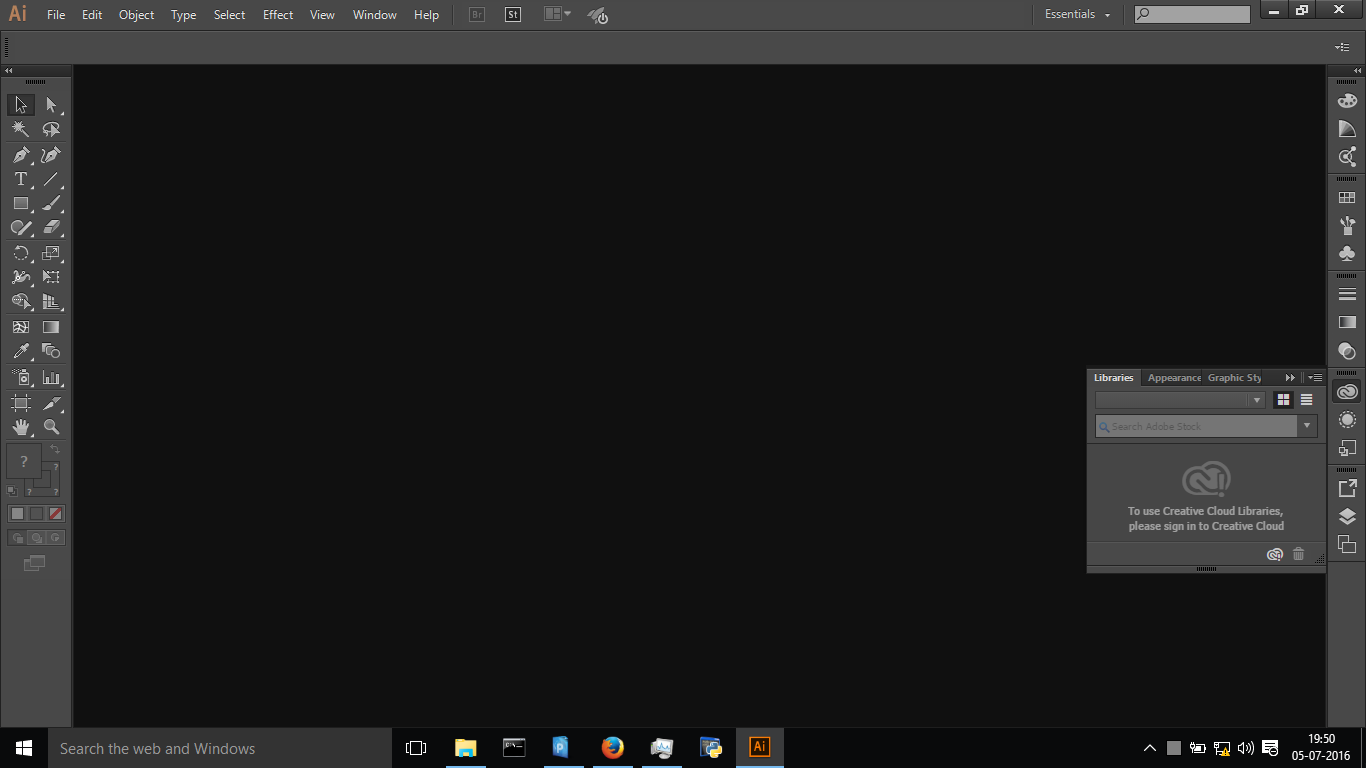 Ai File Edit Object Type Select Effect View Window Help Br St Essentials
T
Libraries Appearance Graphic Sty
Search Adobe Stock
?
?
? ?
To use Creative Cloud Libraries,
please sign in to Creative Cloud
Search the web and Windows
C:\_
p
Ai
19:50
05-07-2016